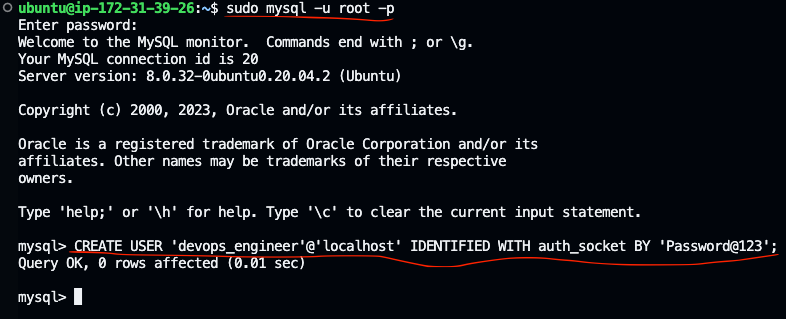 ubuntu@ip-172-31-39-26:~$ sudo mysql -u root -p
Enter password:
Welcome to the MySQL monitor.  Commands end with ; or \g.
Your MySQL connection id is 20
Server version: 8.0.32-0ubuntu0.20.04.2 (Ubuntu)
Copyright (c) 2000, 2023, Oracle and/or its affiliates.
Oracle is a registered trademark of Oracle Corporation and/or its
affiliates. Other names may be trademarks of their respective
owners.
Type 'help;' or '\h' for help. Type '\c' to clear the current input statement.
mysql> CREATE USER 'devops_engineer'@'localhost' IDENTIFIED WITH auth_socket BY 'Password@123';
Query OK, 0 rows affected (0.01 sec)
mysql>